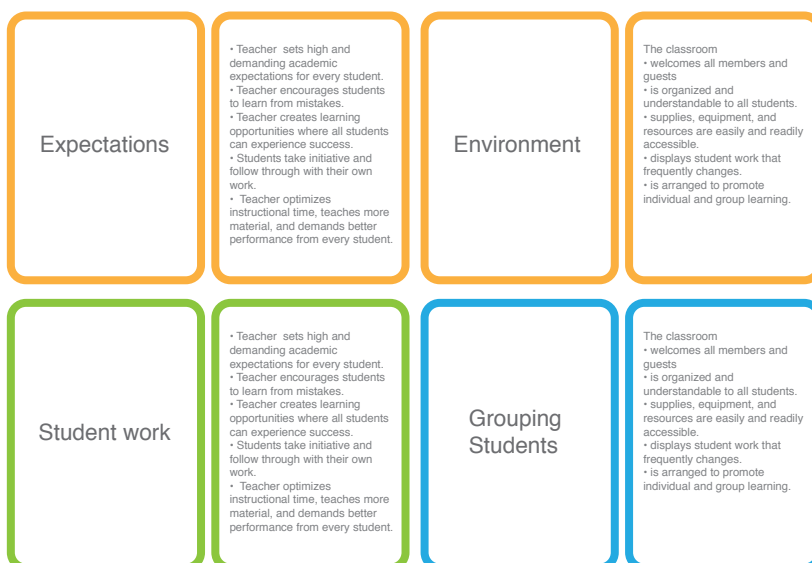 Expectations
• Teacher  sets high and
demanding academic
expectations for every student.
• Teacher encourages students
to learn from mistakes.
• Teacher creates learning
opportunities where all students
can experience success.
• Students take initiative and
follow through with their own
work.
•  Teacher optimizes
instructional time, teaches more
material, and demands better
performance from every student.
Environment
The classroom
• welcomes all members and
guests
• is organized and
understandable to all students.
• supplies, equipment, and
resources are easily and readily
accessible.
• displays student work that
frequently changes.
• is arranged to promote
individual and group learning.
Student work
• Teacher  sets high and
demanding academic
expectations for every student.
• Teacher encourages students
to learn from mistakes.
• Teacher creates learning
opportunities where all students
can experience success.
• Students take initiative and
follow through with their own
work.
•  Teacher optimizes
instructional time, teaches more
material, and demands better
performance from every student.
Grouping
Students
The classroom
• welcomes all members and
guests
• is organized and
understandable to all students.
• supplies, equipment, and
resources are easily and readily
accessible.
• displays student work that
frequently changes.
• is arranged to promote
individual and group learning.